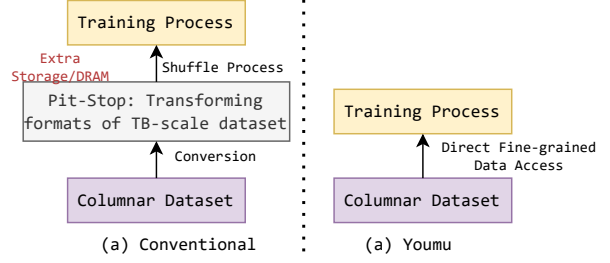 Training Process
Extra
Storage/DRAM
Shuffle Process
Pit-Stop: Transforming
formats of TB-scale dataset
Conversion
Columnar Dataset
(a) Conventional
Training Process
Direct Fine-grained
Data Access
Columnar Dataset
(a) Youmu